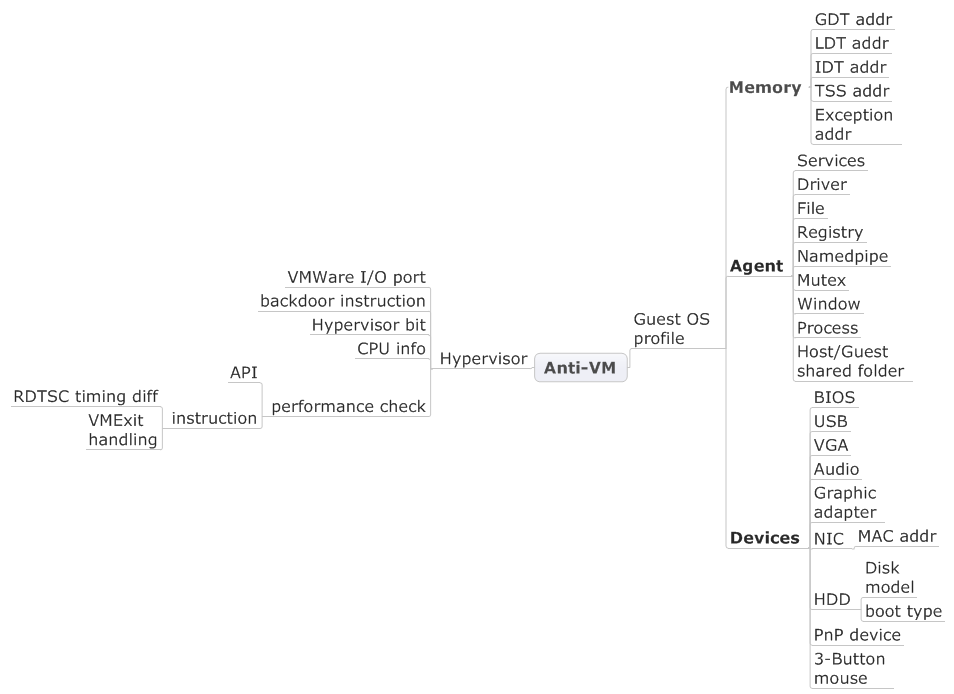 GDT addr
LDT addr
IDT addr
Memory
TSS addr
Exception
addr
Services
Driver
File
Registry
Namedpipe
Agent
Mutex
Window
Process
Host/Guest
shared folder
VMWare I/O port
backdoor instruction
Hypervisor bit
CPU info
Hypervisor
API
performance check
RDTSC timing diff
instruction
VMExit
handling
Anti-VM
Guest OS
profile
BIOS
USB
VGA
Audio
Graphic
adapter
Devices
NIC
MAC addr
HDD
Disk
model
boot type
PnP device
3-Button
mouse